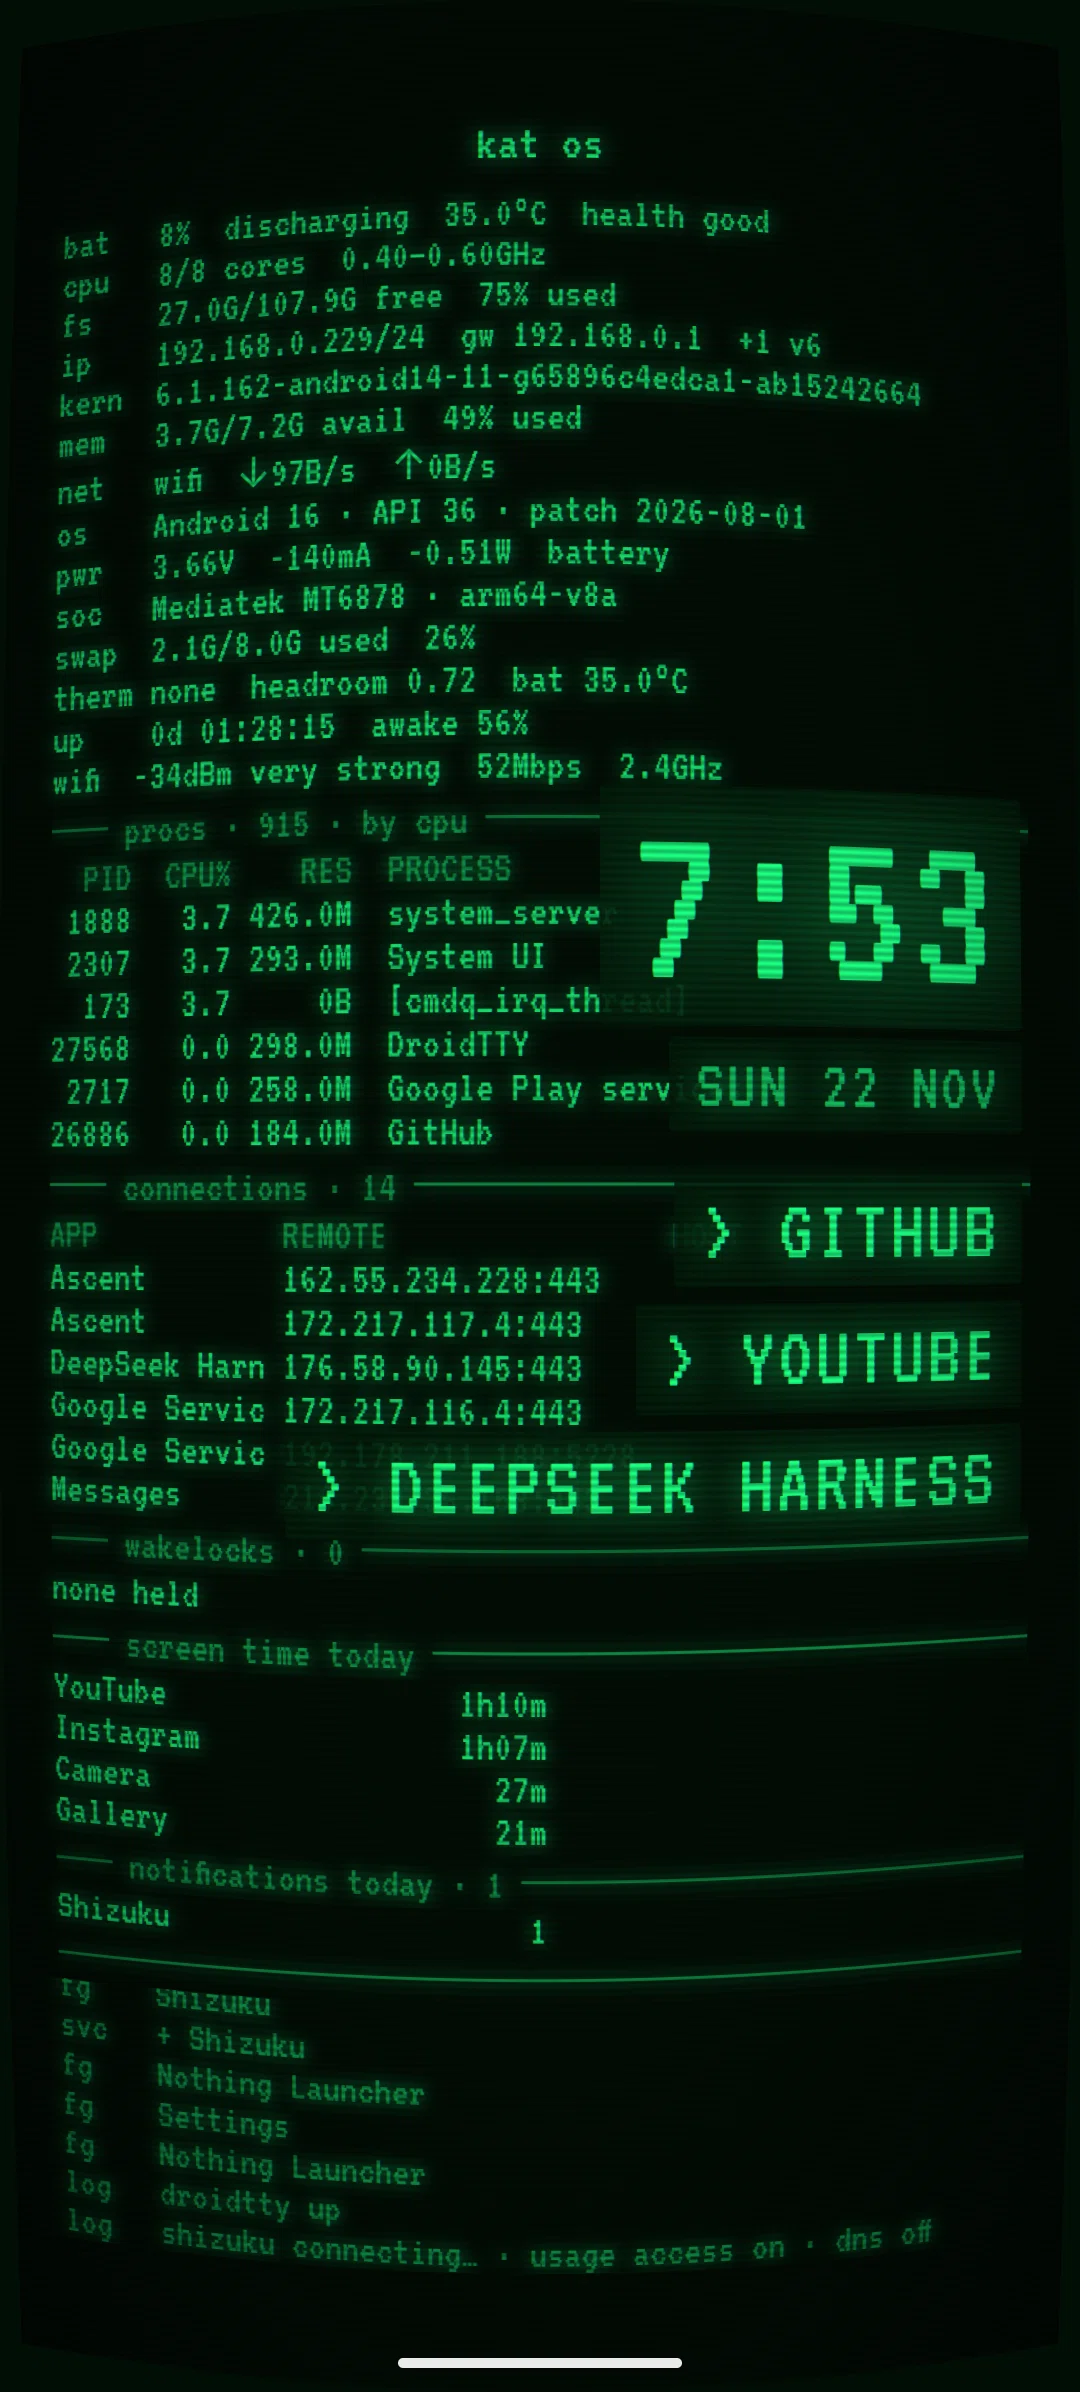 kat os
bat 8% discharging 35.0°C health good
cpu 8/8 cores 0.40-0.60GHz
fs 27.0G/107.9G free 75% used
ip 192.168.0.229/24 gw 192.168.0.1 +1 v6
kern 6.1.162-android14-11-g65896c4edca1-ab15242664
mem 3.7G/7.2G avail 49% used
net wifi ↓97B/s ↑0B/s
os Android 16 · API 36 · patch 2026-08-01
pwr 3.66V -140mA -0.51W battery
soc Mediatek MT6878 · arm64-v8a
swap 2.1G/8.0G used 26%
therm none headroom 0.72 bat 35.0°C
up 0d 01:28:15 awake 56%
wifi -34dBm very strong 52Mbps 2.4GHz
procs · 915 · by cpu
7:53
PID CPU% RES PROCESS
1888 3.7 426.0M system_server
2307 3.7 293.0M System UI
173 3.7 0B [cmdq_irq_thread]
27568 0.0 298.0M DroidTTY
2717 0.0 258.0M Google Play servi
SUN 22 NOV
26886 0.0 184.0M GitHub
connections · 14
APP REMOTE
> GITHUB
Ascent 162.55.234.228:443
Ascent 172.217.117.4:443
> YOUTUBE
DeepSeek Harn 176.58.90.145:443
Google Servic 172.217.116.4:443
Google Servic 192.178.211.188:5228
> DEEPSEEK HARNESS
Messages
wakelocks · 0
none held
screen time today
YouTube 1h10m
Instagram 1h07m
Camera 27m
Gallery 21m
notifications today · 1
Shizuku 1
fg Shizuku
svc + Shizuku
fg Nothing Launcher
fg Settings
fg Nothing Launcher
log droidtty up
log shizuku connecting… · usage access on · dns off